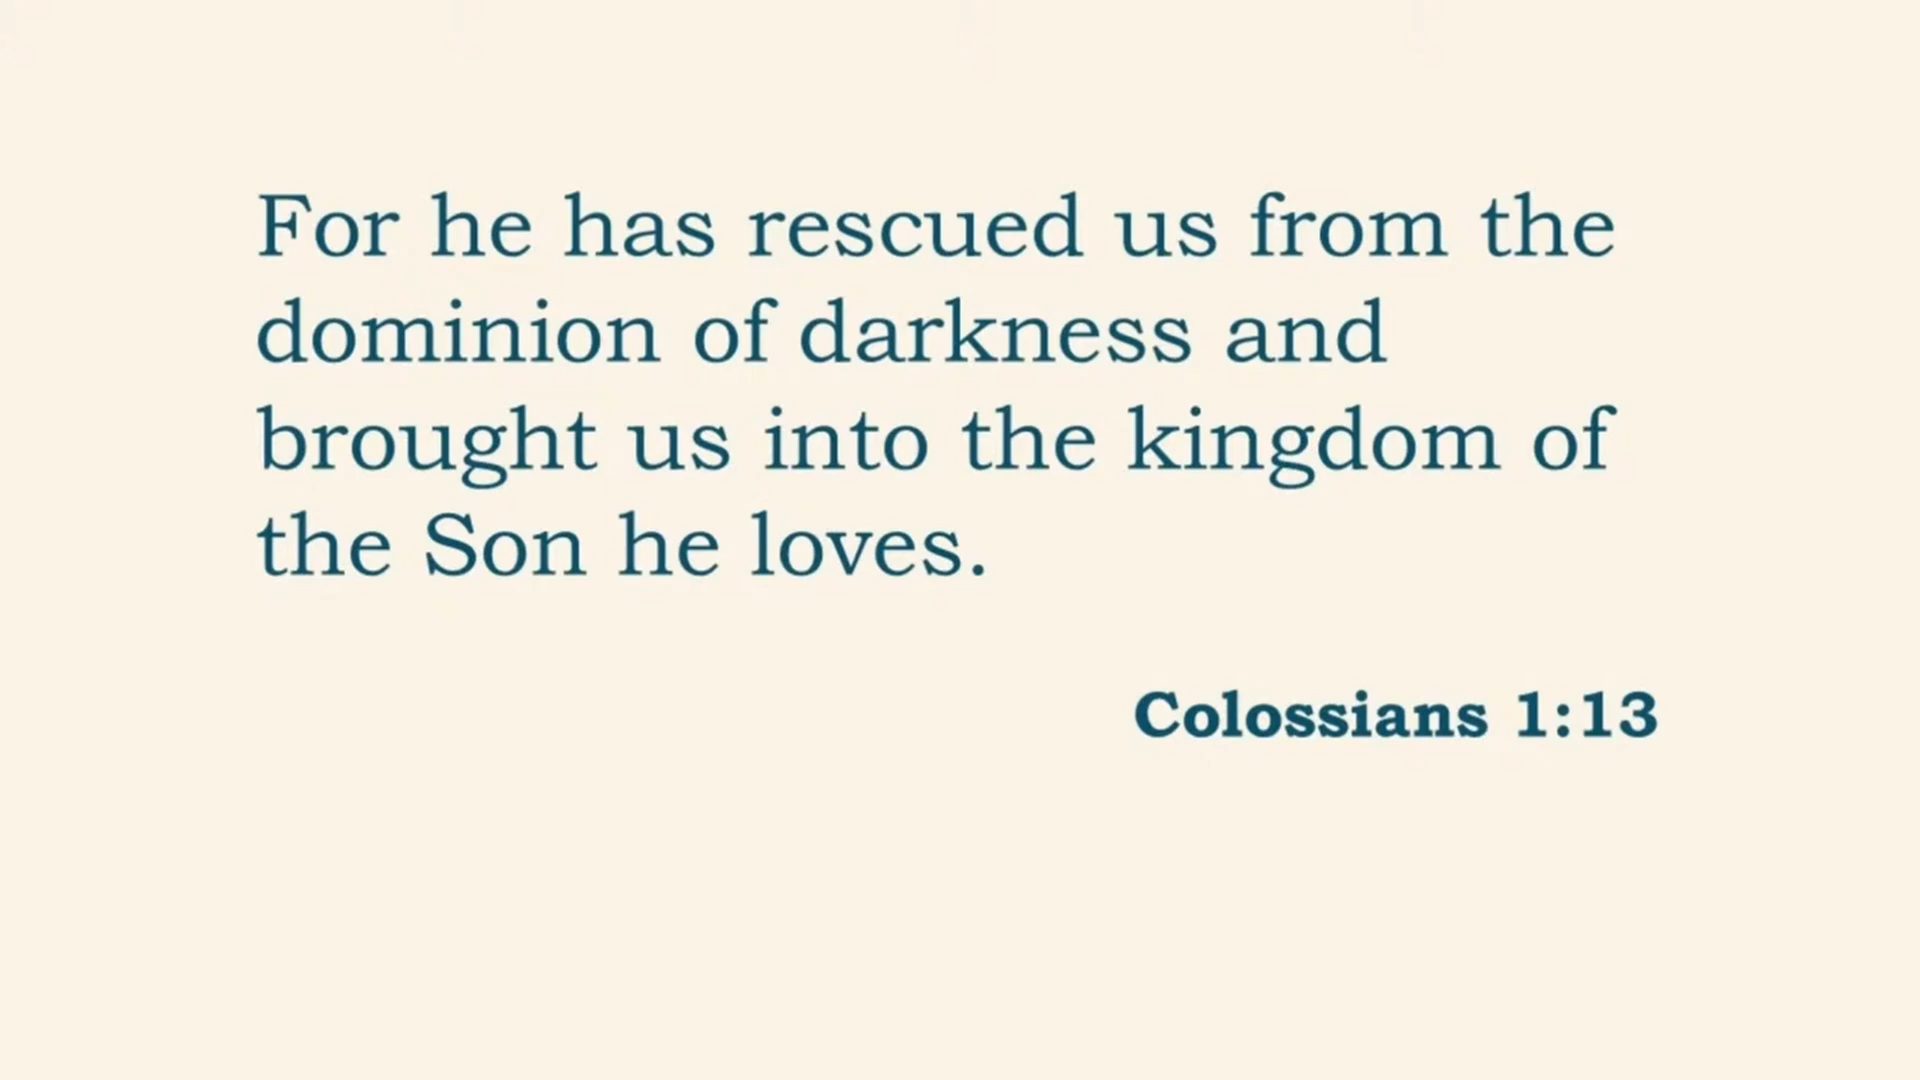 For he has rescued us from the
dominion of darkness and
brought us into the kingdom of
the Son he loves.
Colossians 1:13